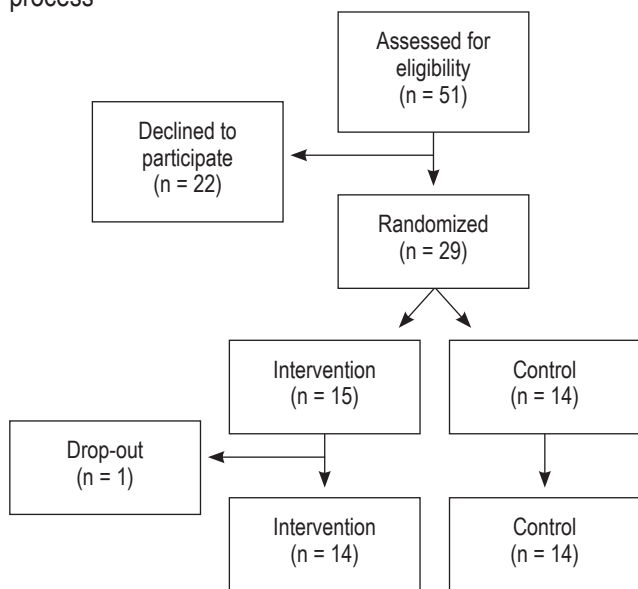 process
Assessed for
eligibility
(n = 51)
Declined to
participate
(n = 22)
Randomized
(n = 29)
Intervention
(n = 15)
Control
(n = 14)
Drop-out
(n = 1)
Intervention
(n = 14)
Control
(n = 14)